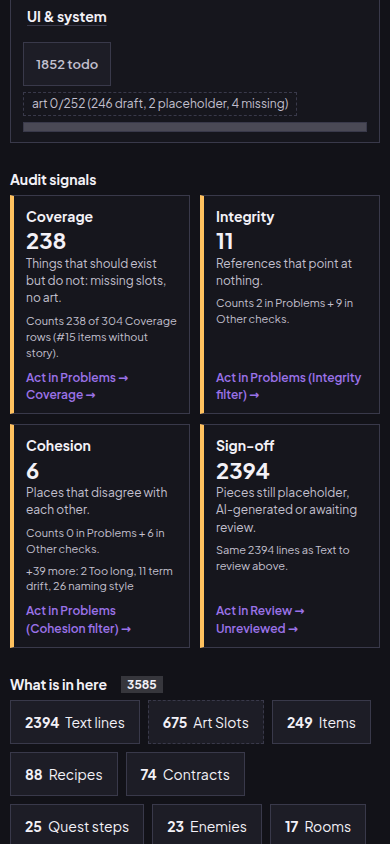 UI & system
1852 todo
art 0/252 (246 draft, 2 placeholder, 4 missing)
Audit signals
Coverage
238
Things that should exist
but do not: missing slots,
no art.
Counts 238 of 304 Coverage
rows (#15 items without
story).
Act in Problems →
Coverage →
Integrity
11
References that point at
nothing.
Counts 2 in Problems + 9 in
Other checks.
Act in Problems (Integrity
filter) →
Cohesion
6
Places that disagree with
each other.
Counts 0 in Problems + 6 in
Other checks.
+39 more: 2 Too long, 11 term
drift, 26 naming style
Act in Problems
(Cohesion filter) →
Sign-off
2394
Pieces still placeholder,
AI-generated or awaiting
review.
Same 2394 lines as Text to
review above.
Act in Review →
Unreviewed →
What is in here 3585
2394 Text lines 675 Art Slots 249 Items
88 Recipes 74 Contracts
25 Quest steps 23 Enemies 17 Rooms